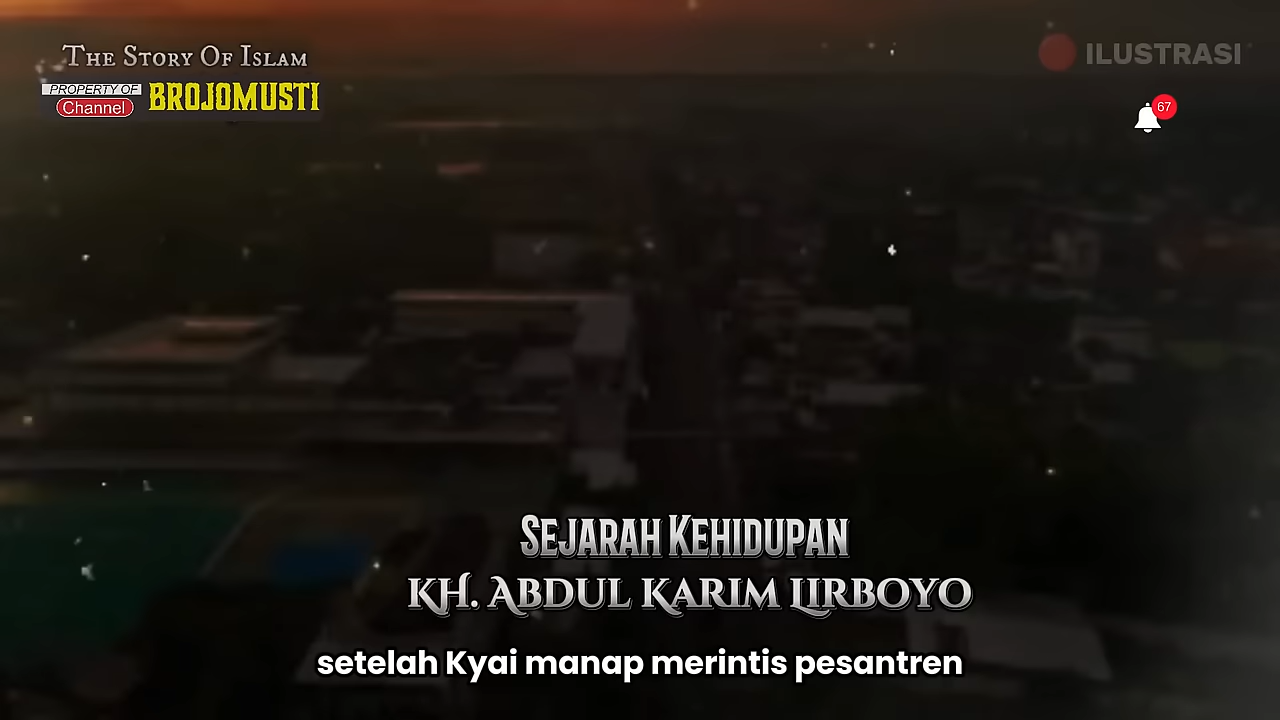 The Story Of Islam
PROPERTY OF
Channel
BROJOMUSTI
ILUSTRASI
67
Sejarah Kehidupan
KH. Abdul Karim Lirboyo
setelah Kyai manap merintis pesantren